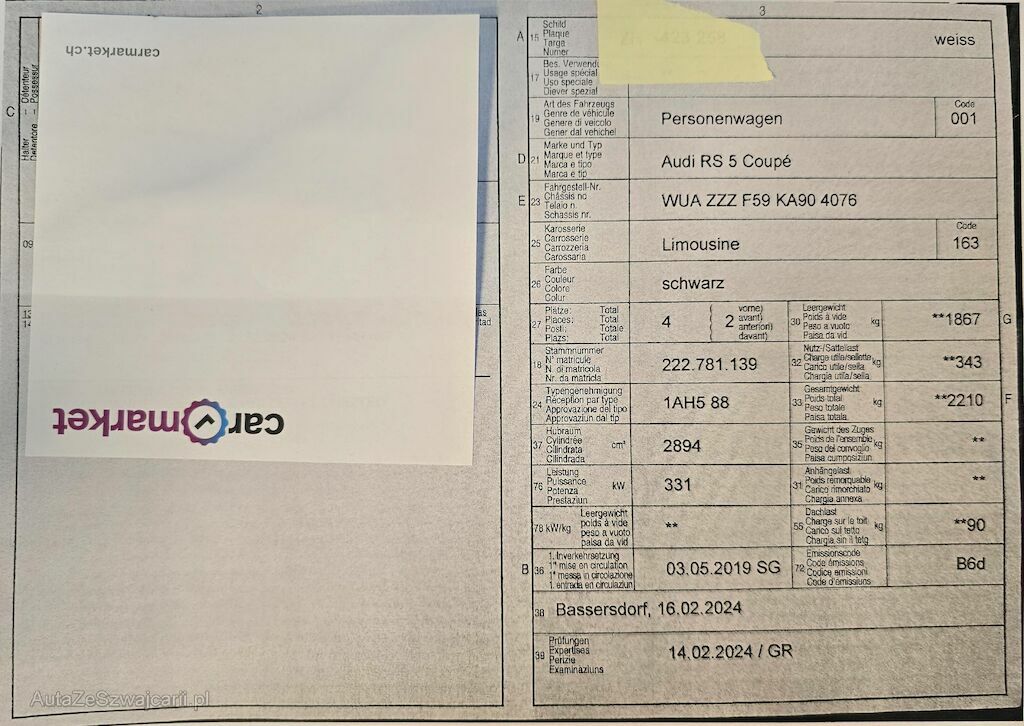 2
carmarket.ch
C
Détenteur
Possessur
1 1
Halter
Detentore
09
13
14
car market
3
A 15 Schild
Plaque
Targa
Numer
weiss
17 Bes. Verwendu
Usage spécial
Uso speciale
Diever spezial
19 Art des Fahrzeugs
Genre de véhicule
Genere di veicolo
Gener dal vehichel
Personenwagen
Code
001
D 21 Marke und Typ
Marque et type
Marca e tipo
Marca e tip
Audi RS 5 Coupé
E 23 Fahrgestell-Nr.
Châssis no
Telaio n.
Schassis nr.
WUA ZZZ F59 KA90 4076
25 Karosserie
Carrosserie
Carrozzeria
Carossaria
Limousine
Code
163
26 Farbe
Couleur
Colore
Colur
schwarz
27 Plätze: Total
Places: Total
Posti: Totale
Plazs: Total
4
( 2 vorne)
avant)
anteriori)
davant)
30 Leergewicht
Poids à vide
Peso a vuoto
Paisa da vid
kg
**1867
G
18 Stammnummer
N° matricule
N. di matricola
Nr. da matricla
222.781.139
32 Nutz-/Sattellast
Charge utile/sellette
Carico utile/sella
Chargia utila/sella
kg
**343
24 Typengenehmigung
Réception par type
Approvazione del tipo
Approvaziun dal tip
1AH5 88
33 Gesamtgewicht
Poids total
Peso totale
Paisa totala
kg
**2210
F
37 Hubraum
Cylindrée
Cilindrata
Cilindrada
cm³
2894
35 Gewicht des Zuges
Poids de l'ensemble
Peso del convoglio
Paisa cumposiziun
kg
**
76 Leistung
Puissance
Potenza
Prestaziun
kW
331
31 Anhängelast
Poids remorquable
Carico rimorchiato
Chargia annexa
kg
**
78 kW/kg
Leergewicht
poids à vide
peso a vuoto
paisa da vid
**
55 Dachlast
Charge sur le toit
Carico sul tetto
Chargia sin il tetg
kg
**90
B 36 1. Inverkehrsetzung
1re mise en circulation
1a messa in circolazione
1. entrada en circulaziun
03.05.2019 SG
72 Emissionscode
Code émissions
Codice emissioni
Code d'emissiuns
B6d
38 Bassersdorf, 16.02.2024
39 Prüfungen
Expertises
Perizie
Examinaziuns
14.02.2024 / GR
AutaZeSzwajcarii.pl